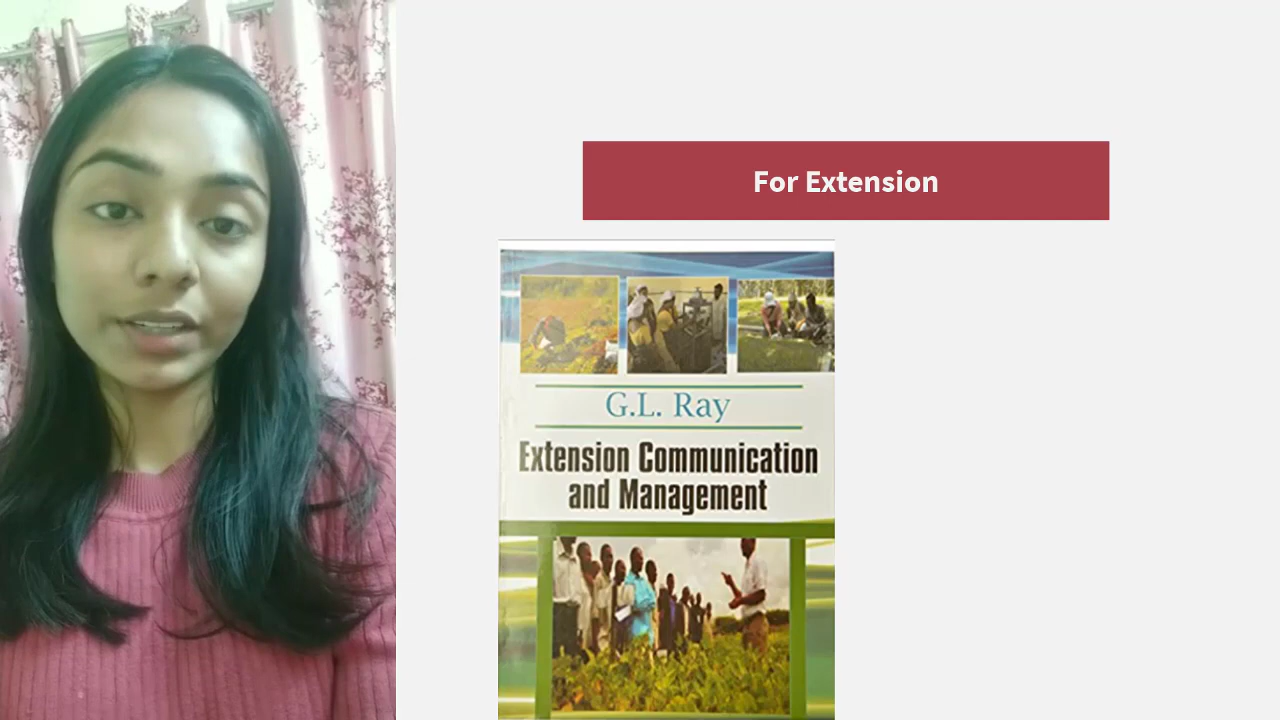 For Extension
G.L. Ray
Extension Communication
and Management